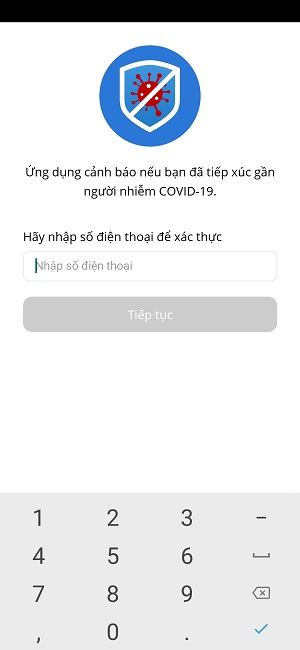 Ứng dụng cảnh báo nếu bạn đã tiếp xúc gần
người nhiễm COVID-19.
Hãy nhập số điện thoại để xác thực
Nhập số điện thoại
Tiếp tục
1 2 3 –
4 5 6
7 8 9
, 0 .